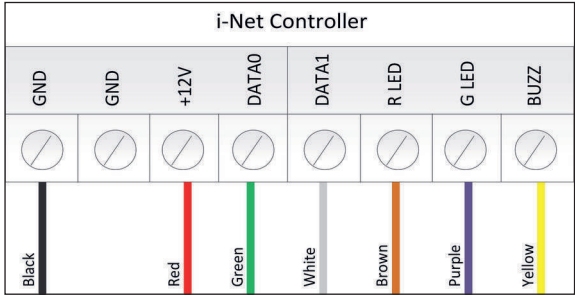 i-Net Controller
GND
GND
+12V
DATA0
DATA1
R LED
G LED
BUZZ
Black
Red
Green
White
Brown
Purple
Yellow